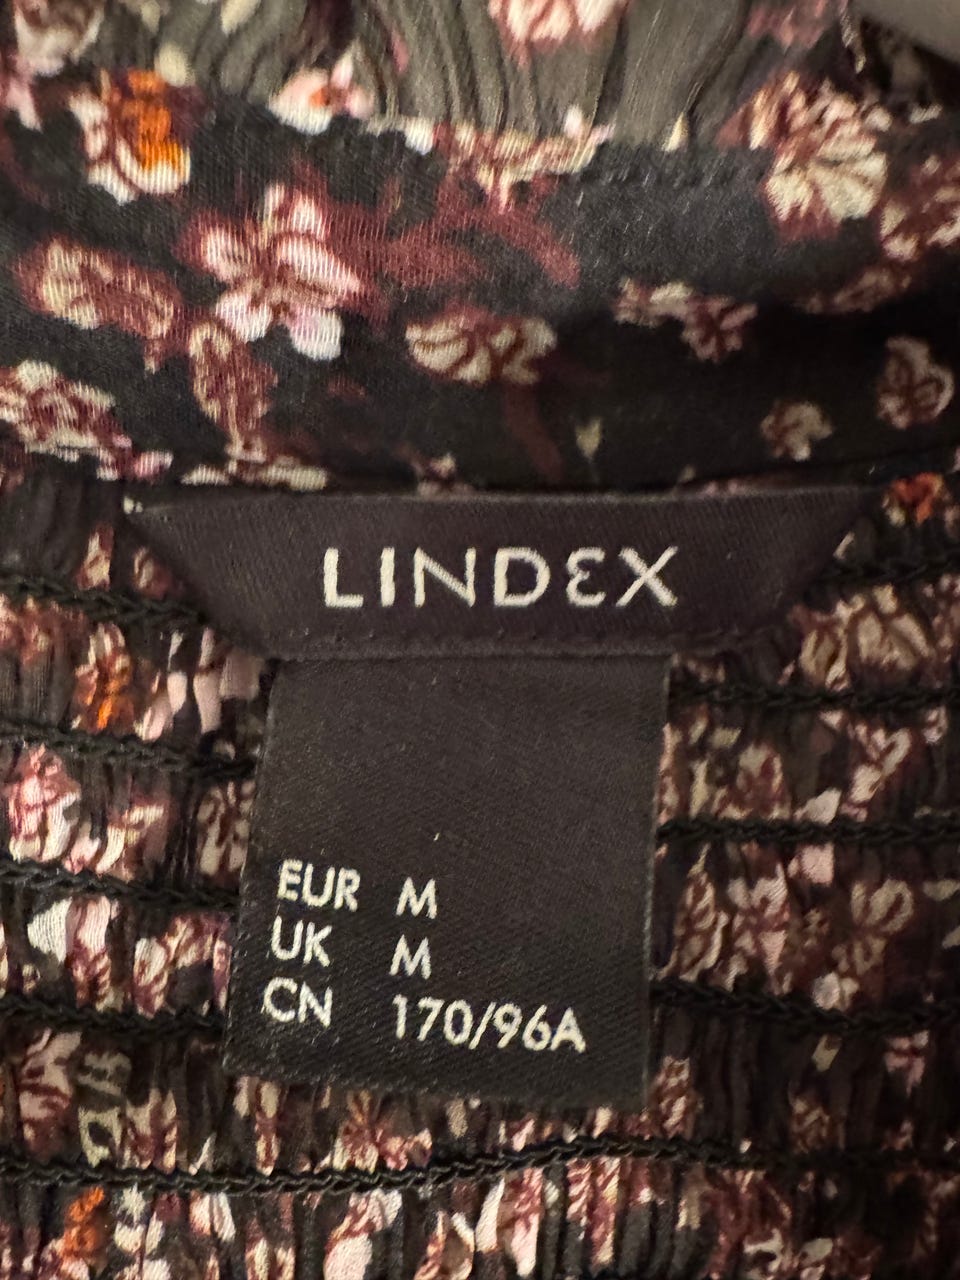 LINDEX
EUR M
UK M
CN 170/96A